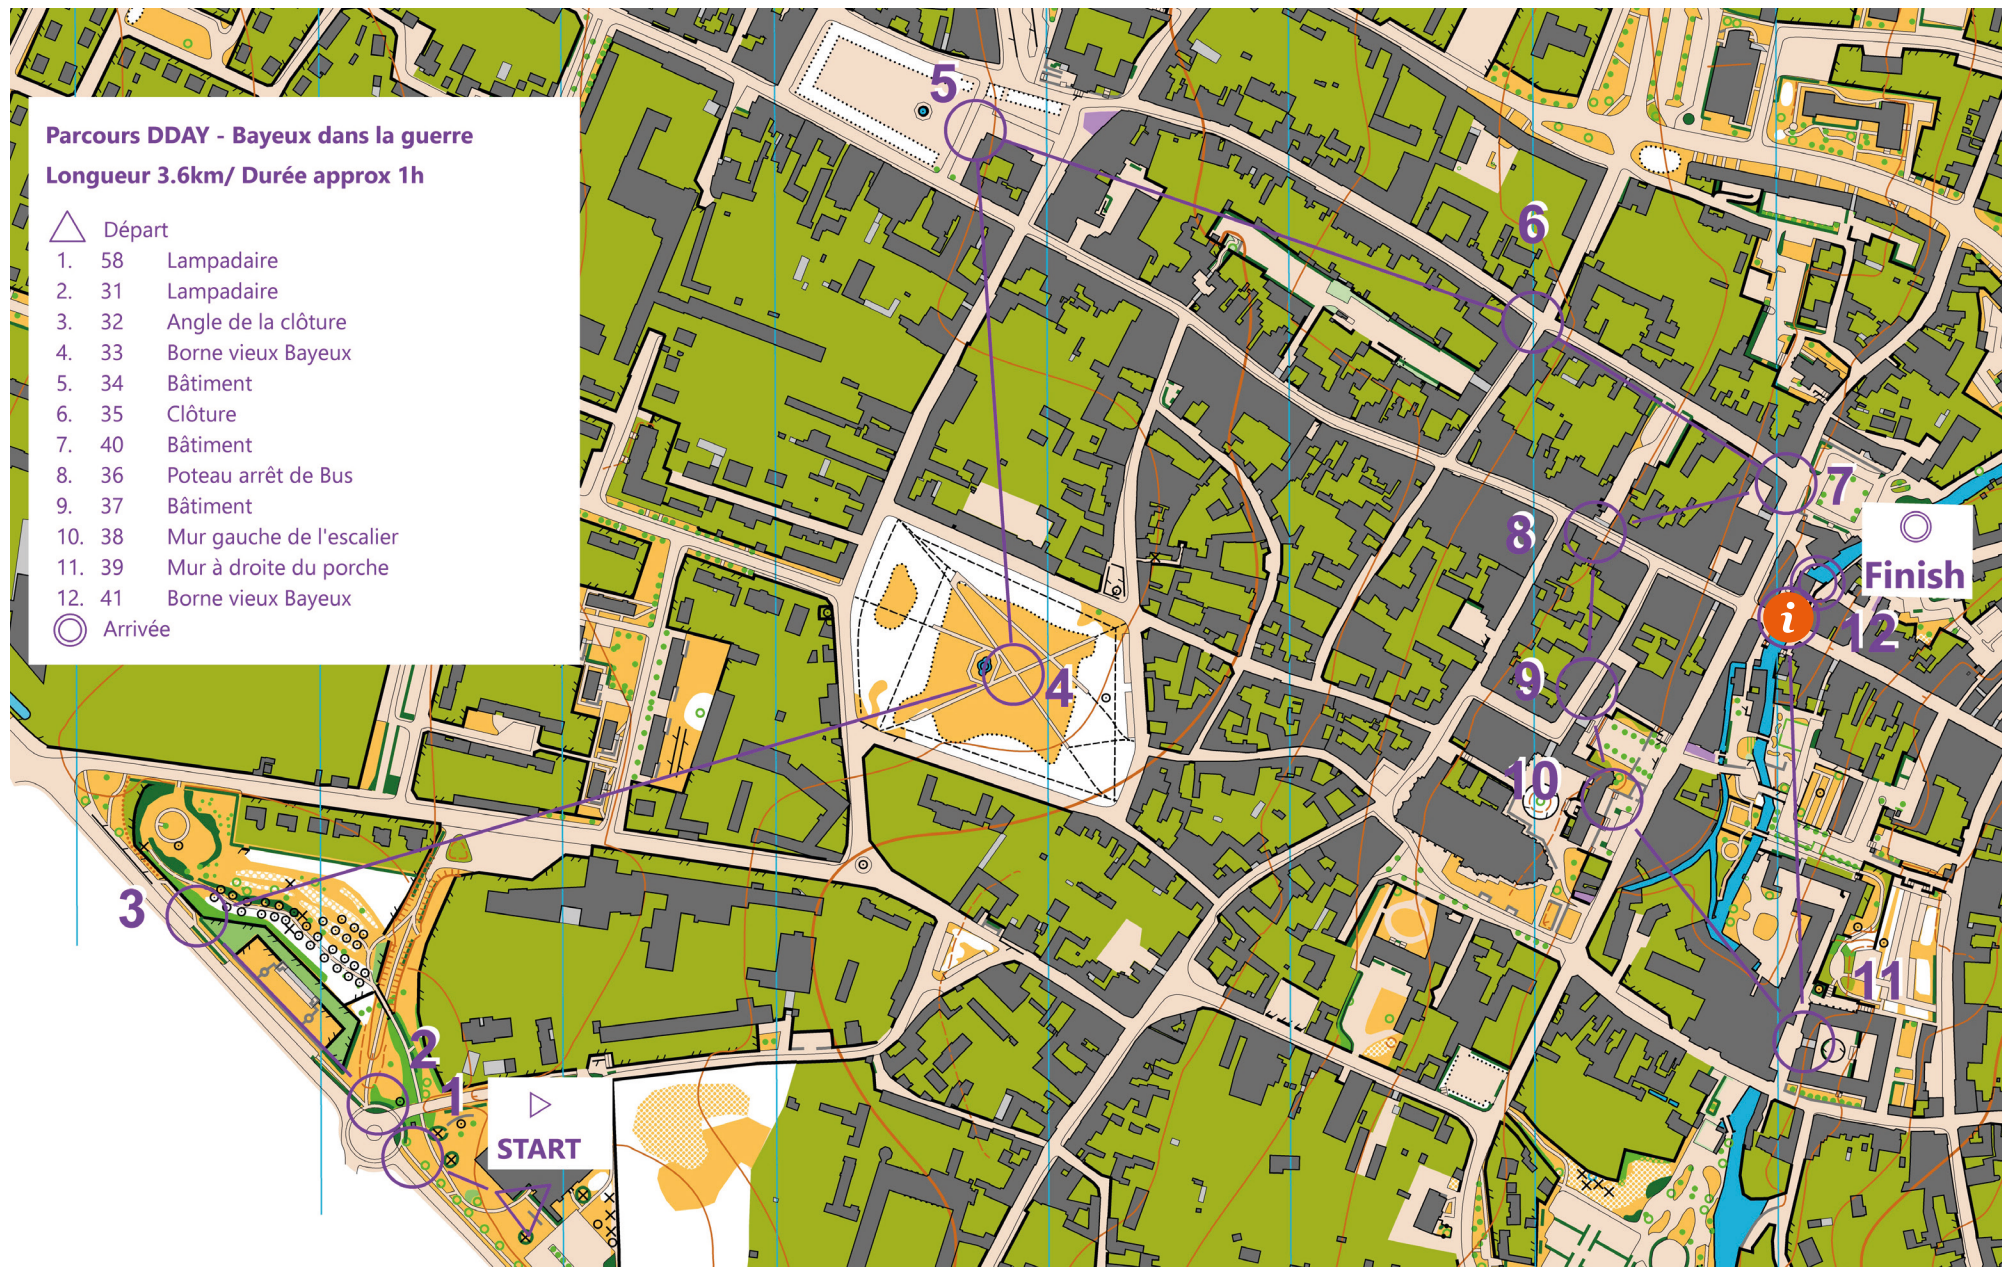 Parcours DDAY - Bayeux dans la guerre
Longueur 3.6km/ Durée approx 1h
Départ
1. 58 Lampadaire
2. 31 Lampadaire
3. 32 Angle de la clôture
4. 33 Borne vieux Bayeux
5. 34 Bâtiment
6. 35 Clôture
7. 40 Bâtiment
8. 36 Poteau arrêt de Bus
9. 37 Bâtiment
10. 38 Mur gauche de l'escalier
11. 39 Mur à droite du porche
12. 41 Borne vieux Bayeux
Arrivée
5
6
7
8
Finish
i
12
4
9
10
3
11
2
1
START